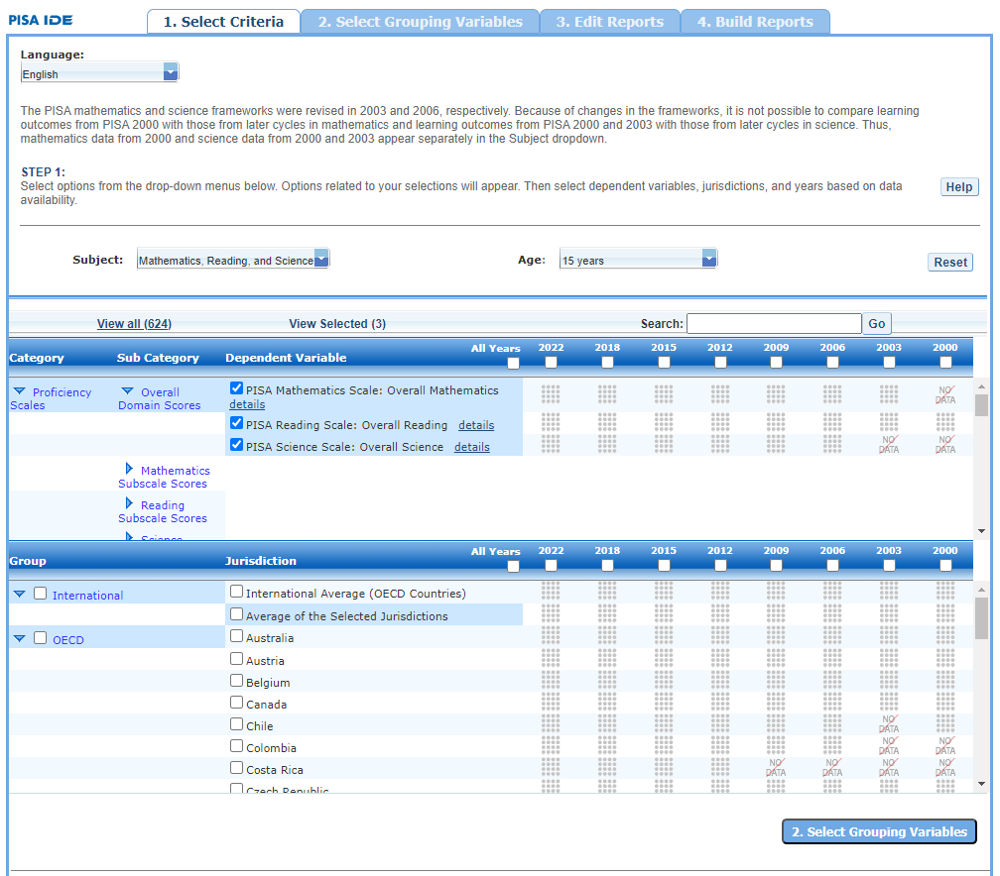 PISA IDE
1. Select Criteria
2. Select Grouping Variables
3. Edit Reports
4. Build Reports
Language:
English
The PISA mathematics and science frameworks were revised in 2003 and 2006, respectively. Because of changes in the frameworks, it is not possible to compare learning
outcomes from PISA 2000 with those from later cycles in mathematics and learning outcomes from PISA 2000 and 2003 with those from later cycles in science. Thus,
mathematics data from 2000 and science data from 2000 and 2003 appear separately in the Subject dropdown.
STEP 1:
Select options from the drop-down menus below. Options related to your selections will appear. Then select dependent variables, jurisdictions, and years based on data
availability.
Help
Subject: Mathematics, Reading, and Science Age: 15 years
Reset
View all (624) View Selected (3) Search: Go
Category Sub Category Dependent Variable All Years 2022 2018 2015 2012 2009 2006 2003 2000
Proficiency
Scales
Overall
Domain Scores
PISA Mathematics Scale: Overall Mathematics
details
NO
DATA
PISA Reading Scale: Overall Reading details
PISA Science Scale: Overall Science details
NO NO
DATA DATA
Mathematics
Subscale Scores
Reading
Subscale Scores
Science
Group Jurisdiction All Years 2022 2018 2015 2012 2009 2006 2003 2000
International International Average (OECD Countries)
Average of the Selected Jurisdictions
OECD Australia
Austria
Belgium
Canada
Chile
NO
DATA
Colombia
NO NO
DATA DATA
Costa Rica
NO NO NO NO
DATA DATA DATA DATA
Czech Republic
2. Select Grouping Variables